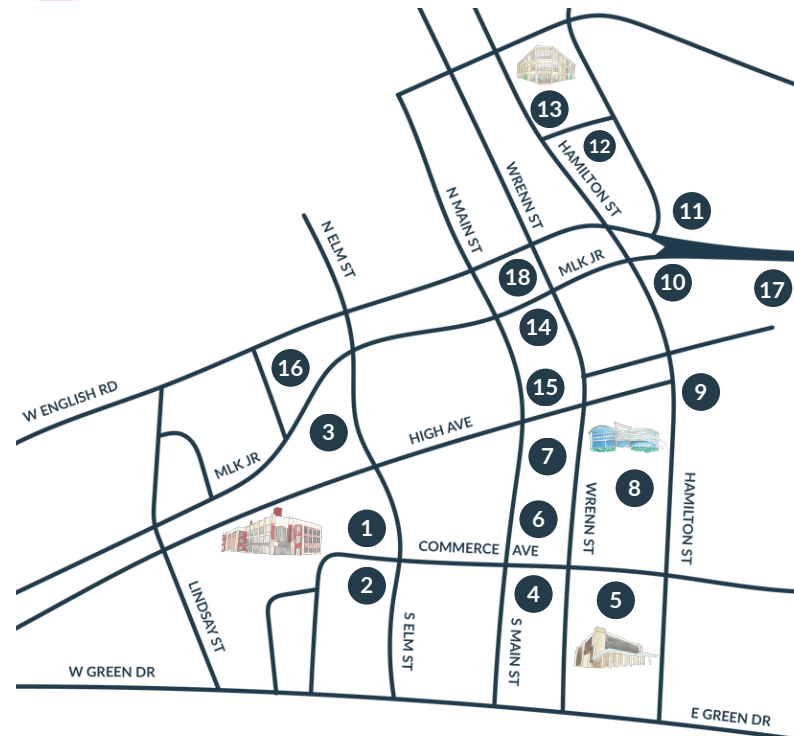 13
12
HAMILTON ST
WRENN ST
N MAIN ST
11
N ELM ST
MLK JR
18
10
17
14
16
15
W ENGLISH RD
9
3
HIGH AVE
MLK JR
7
8
6
WRENN ST
HAMILTON ST
1
COMMERCE AVE
2
4
5
LINDSAY ST
S ELM ST
S MAIN ST
W GREEN DR
E GREEN DR